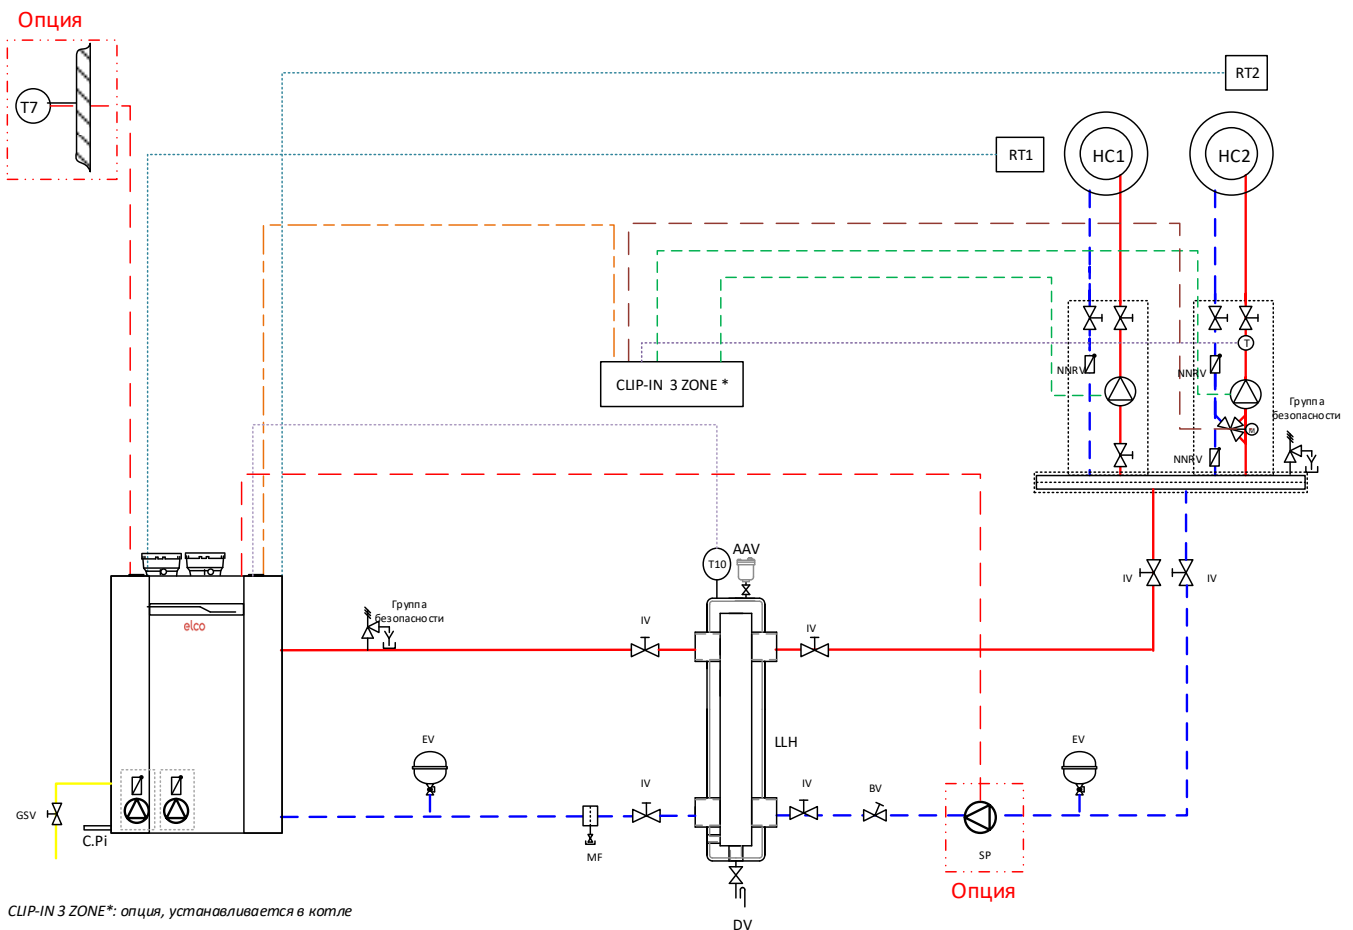 Опция
T7
RT2
RT1
HC1
HC2
CLIP-IN 3 ZONE *
T
NNRV
NNRV
Группа
безопасности
M
NNRV
AAV
T10
IV
IV
elco
Группа
безопасности
IV
IV
LLH
EV
EV
IV
BV
GSV
C.Pi
MF
SP
Опция
DV
CLIP-IN 3 ZONE*: опция, устанавливается в котле